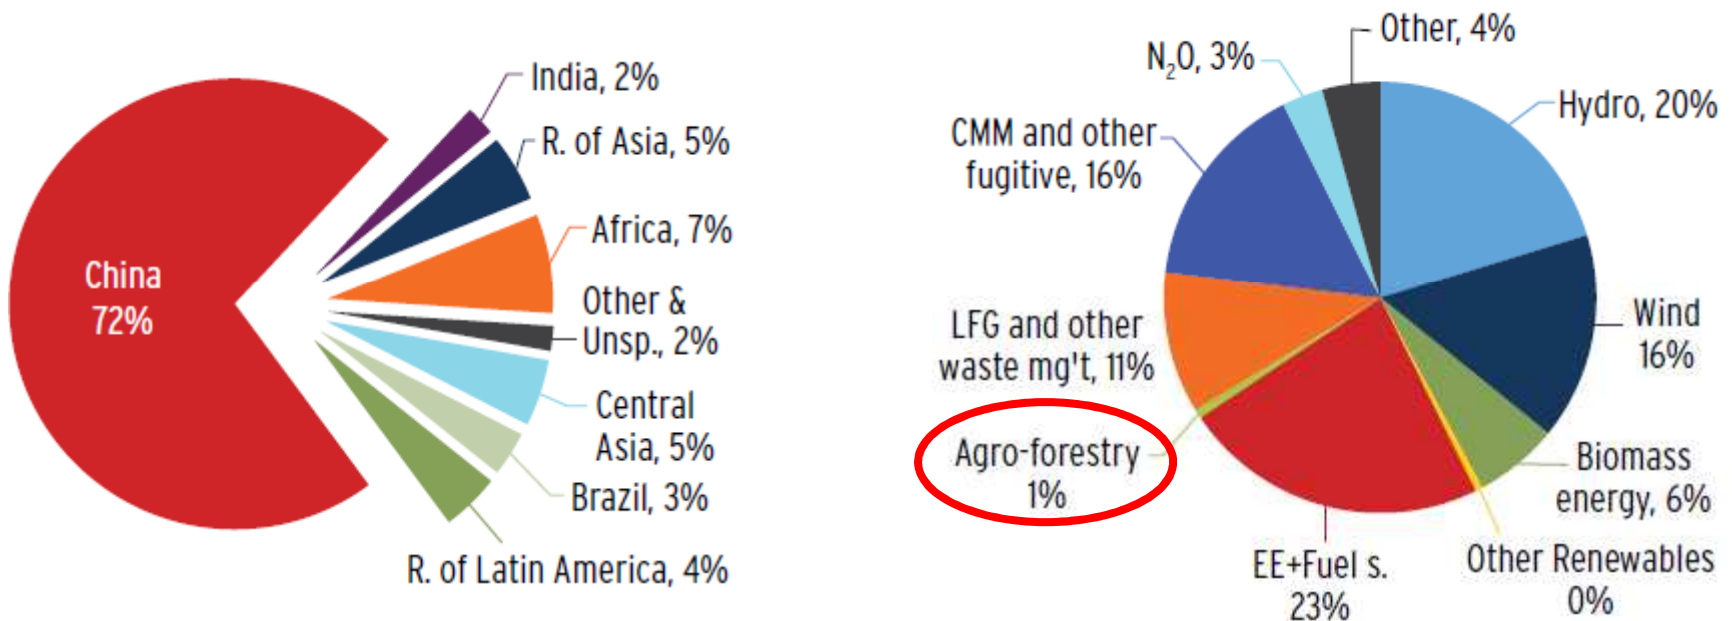 India, 2%
R. of Asia, 5%
Africa, 7%
China
72%
Other &
Unsp., 2%
Central
Asia, 5%
Brazil, 3%
R. of Latin America, 4%
Other, 4%
N₂O, 3%
Hydro, 20%
CMM and other
fugitive, 16%
Wind
16%
LFG and other
waste mg't, 11%
Agro-forestry
1%
Biomass
energy, 6%
EE+Fuel s.
23%
Other Renewables
0%